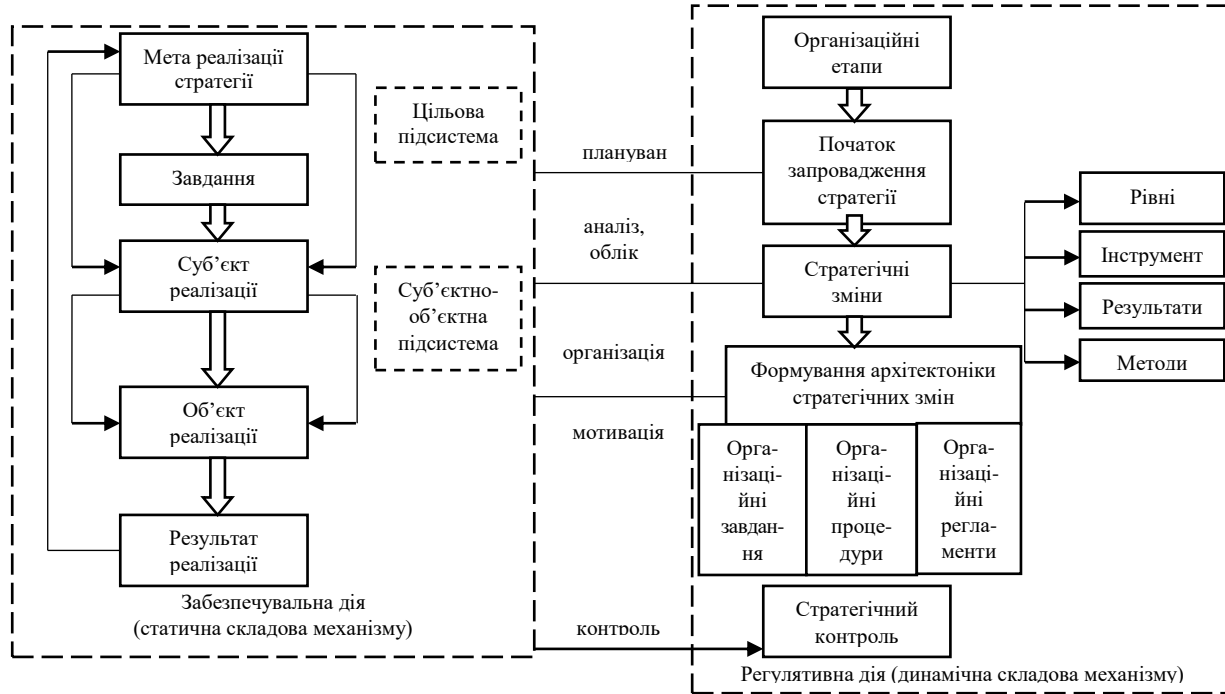 Мета реалізації
стратегії
Завдання
Суб’єкт
реалізації
Об’єкт
реалізації
Результат
реалізації
Цільова
підсистема
Суб’єктно-
об’єктна
підсистема
Забезпечувальна дія
(статична складова механізму)
плануван
аналіз,
облік
організація
мотивація
контроль
Організаційні
етапи
Початок
запровадження
стратегії
Стратегічні
зміни
Формування архітектоніки
стратегічних змін
Орга-
нізаці-
йні
завдан-
ня
Орга-
нізаці-
йні
проце-
дури
Орга-
нізаці-
йні
регла-
менти
Стратегічний
контроль
Рівні
Інструмент
Результати
Методи
Регулятивна дія (динамічна складова механізму)